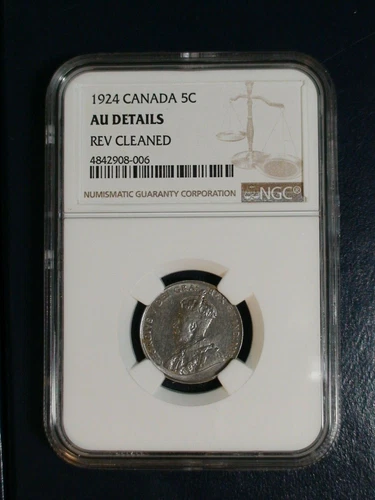 1924 CANADA 5C
AU DETAILS
REV CLEANED
4842908-006
NUMISMATIC GUARANTY CORPORATION NGC